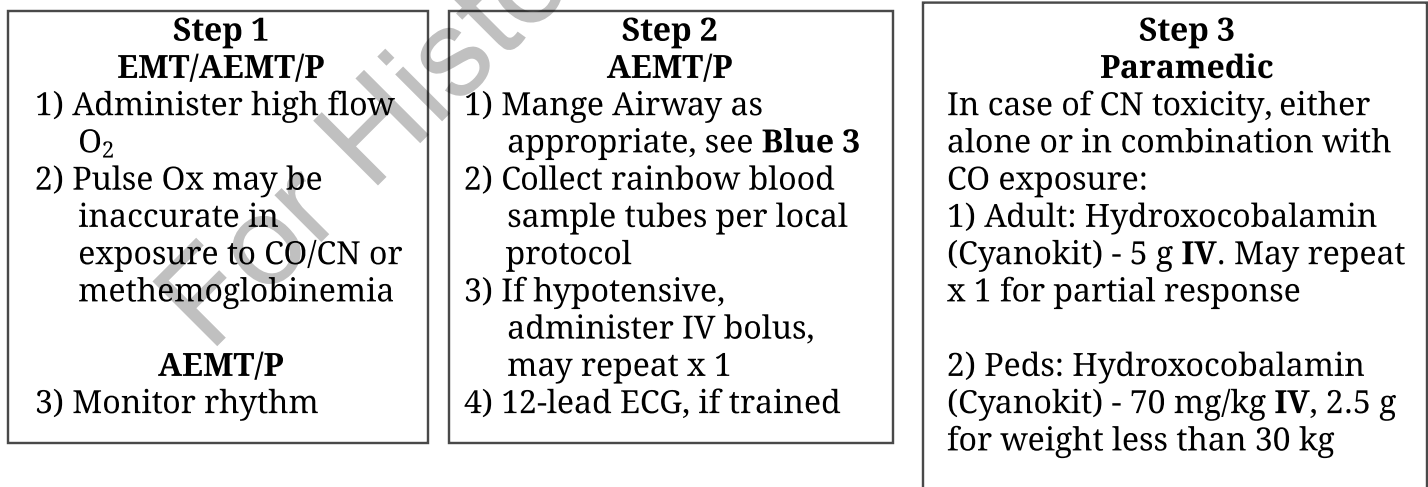 Step 1
EMT/AEMT/P
1) Administer high flow
O₂
2) Pulse Ox may be
inaccurate in
exposure to CO/CN or
methemoglobinemia
AEMT/P
3) Monitor rhythm
Step 2
AEMT/P
1) Mange Airway as
appropriate, see Blue 3
2) Collect rainbow blood
sample tubes per local
protocol
3) If hypotensive,
administer IV bolus,
may repeat x 1
4) 12-lead ECG, if trained
Step 3
Paramedic
In case of CN toxicity, either
alone or in combination with
CO exposure:
1) Adult: Hydroxocobalamin
(Cyanokit) - 5 g IV. May repeat
x 1 for partial response
2) Peds: Hydroxocobalamin
(Cyanokit) - 70 mg/kg IV, 2.5 g
for weight less than 30 kg
For